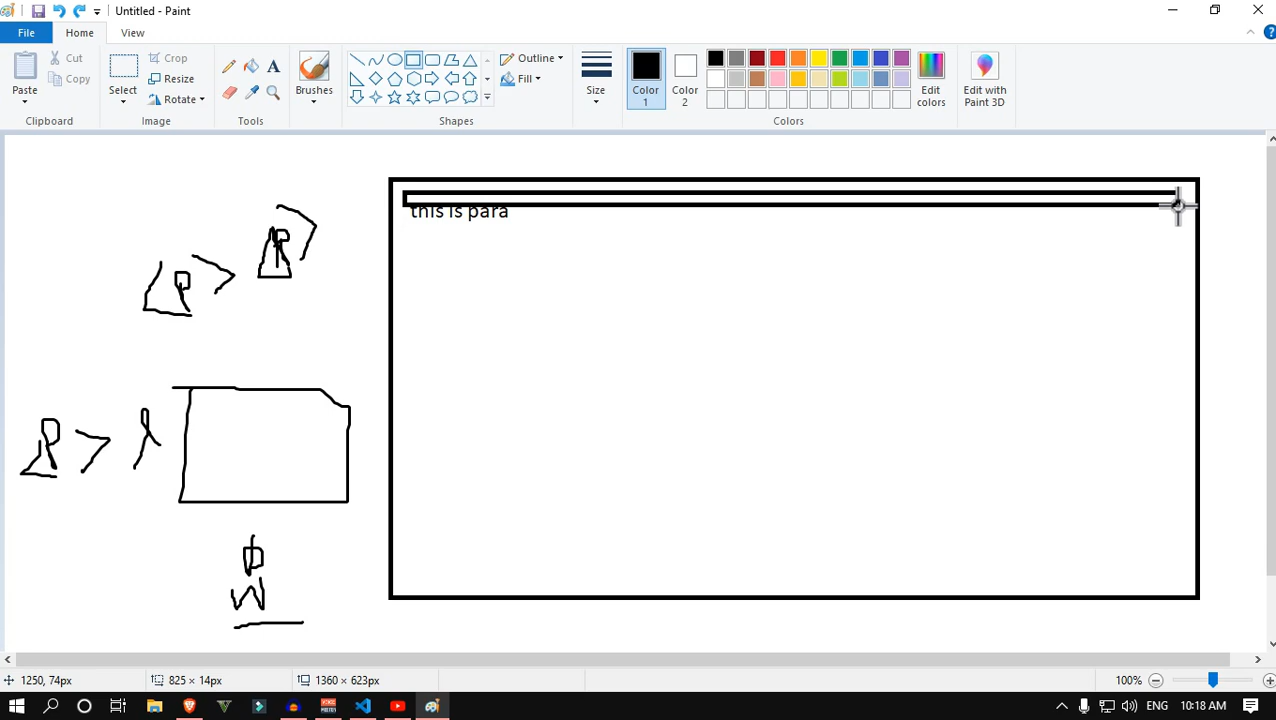 Untitled - Paint
File
Home
View
Paste
Cut
Copy
Clipboard
Select
Crop
Resize
Rotate
Image
Tools
Brushes
Shapes
Outline
Fill
Size
Color 1
Color 2
Colors
Edit colors
Edit with Paint 3D
this is para
<p>
<p>
<p>
1250, 74px
825 × 14px
1360 × 623px
100%
10:18 AM